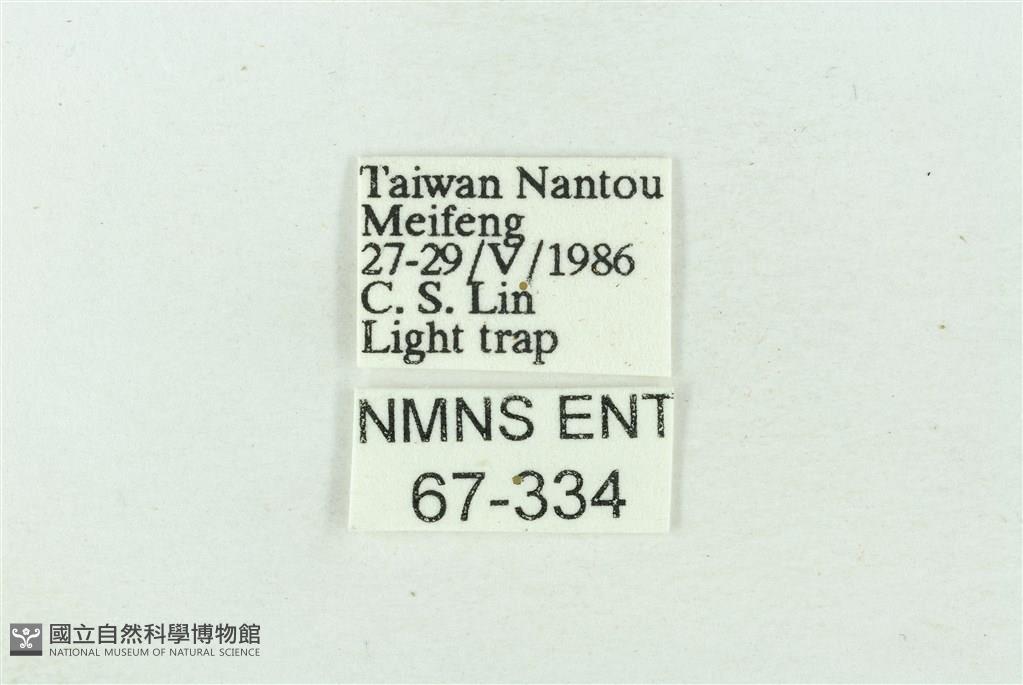 Taiwan Nantou
Meifeng
27-29/V/1986
C. S. Lin
Light trap
NMNS ENT
67-334
國立自然科學博物館
NATIONAL MUSEUM OF NATURAL SCIENCE